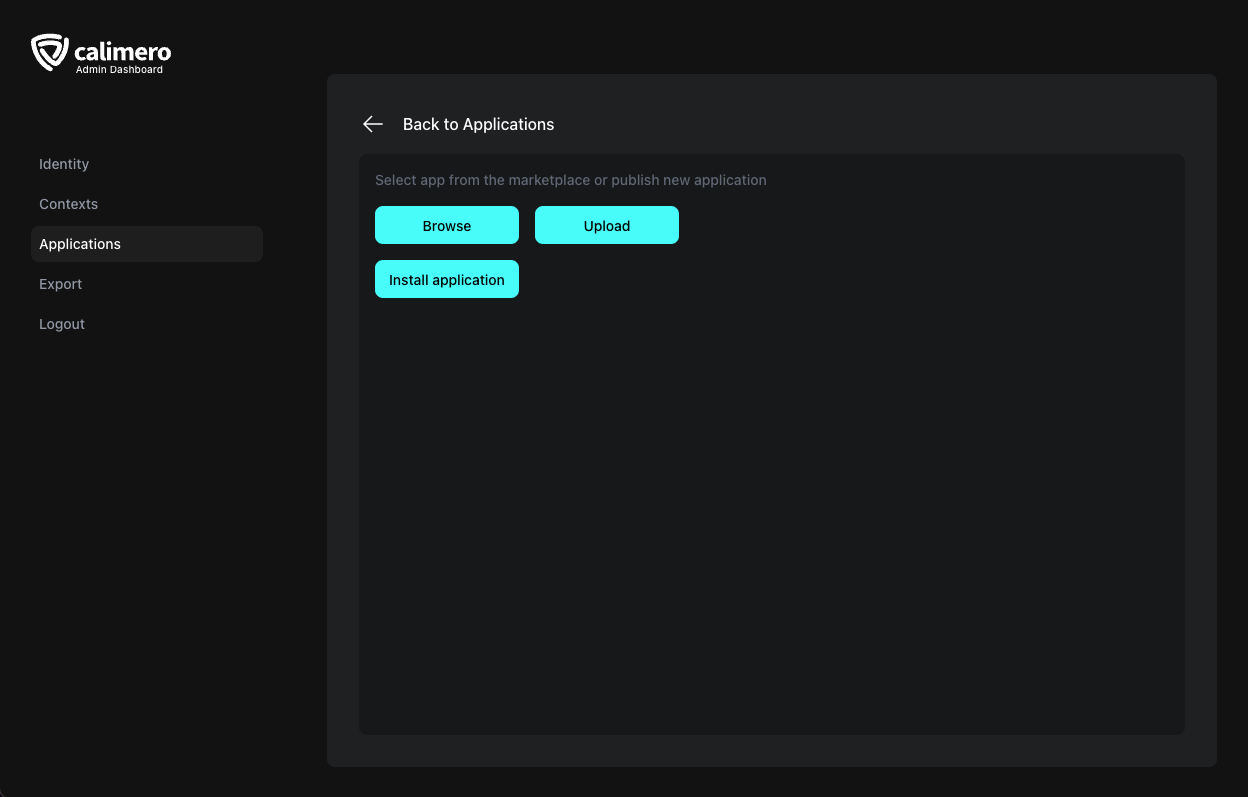 calimero
Admin Dashboard
Identity
Contexts
Applications
Export
Logout
Back to Applications
Select app from the marketplace or publish new application
Browse
Upload
Install application